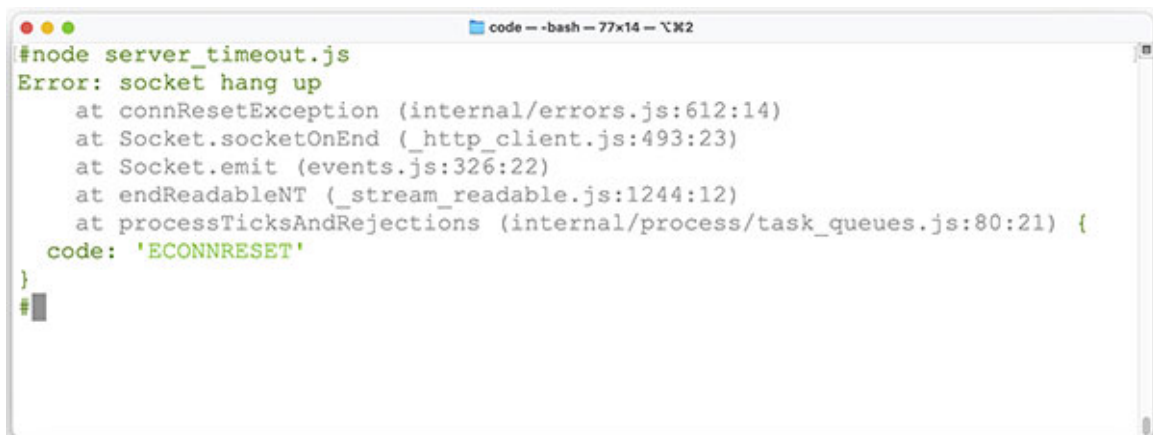 code — -bash — 77×14 — ⌥⌘2
#node server_timeout.js
Error: socket hang up
    at connResetException (internal/errors.js:612:14)
    at Socket.socketOnEnd (_http_client.js:493:23)
    at Socket.emit (events.js:326:22)
    at endReadableNT (_stream_readable.js:1244:12)
    at processTicksAndRejections (internal/process/task_queues.js:80:21) {
  code: 'ECONNRESET'
}
#